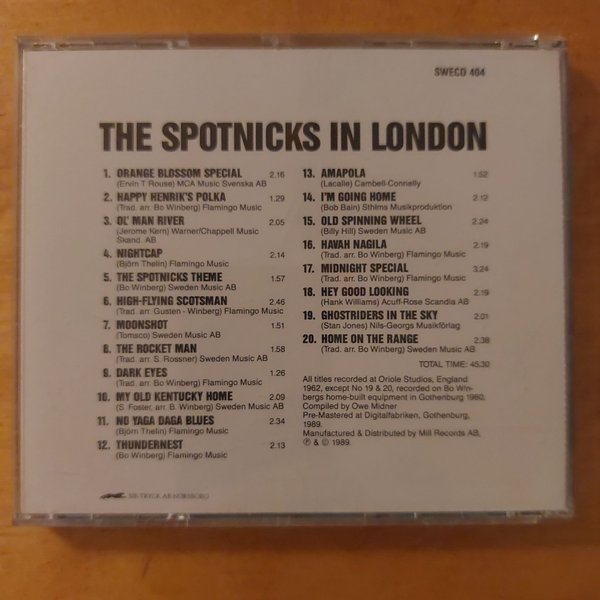 SWECD 404
THE SPOTNICKS IN LONDON
1. ORANGE BLOSSOM SPECIAL 2.16
(Ervin T Rouse) MCA Music Svenska AB
2. HAPPY HENRIK'S POLKA 1.29
(Trad. arr. Bo Winberg) Flamingo Music
3. OL' MAN RIVER 2.05
(Jerome Kern) Warner/Chappell Music
Skand. AB
4. NIGHTCAP 2.14
(Björn Thelin) Flamingo Music
5. THE SPOTNICKS THEME 1.57
(Bo Winberg) Sweden Music AB
6. HIGH-FLYING SCOTSMAN 2.46
(Trad. arr. Gusten - Winberg) Flamingo Music
7. MOONSHOT 1.51
(Tomsco) Sweden Music AB
8. THE ROCKET MAN 1.58
(Trad. arr. S. Rossner) Sweden Music AB
9. DARK EYES 1.26
(Trad. arr. Bo Winberg) Flamingo Music
10. MY OLD KENTUCKY HOME 2.09
(S. Foster, arr. B. Winberg) Sweden Music AB
11. NO YAGA DAGA BLUES 2.34
(Björn Thelin) Flamingo Music
12. THUNDERNEST 2.13
(Bo Winberg) Flamingo Music
13. AMAPOLA 1.52
(Lacalle) Cambell-Connelly
14. I'M GOING HOME 2.12
(Bob Bain) Sthlms Musikproduktion
15. OLD SPINNING WHEEL 2.24
(Billy Hill) Sweden Music AB
16. HAVAH NAGILA 2.19
(Trad. arr. Bo Winberg) Flamingo Music
17. MIDNIGHT SPECIAL 3.24
(Trad. arr. Bo Winberg) Flamingo Music
18. HEY GOOD LOOKING 2.19
(Hank Williams) Acuff-Rose Scandia AB
19. GHOSTRIDERS IN THE SKY 2.01
(Stan Jones) Nils-Georgs Musikförlag
20. HOME ON THE RANGE 2.38
(Trad. arr. Bo Winberg) Sweden Music AB
TOTAL TIME: 45.30
All titles recorded at Oriole Studios, England
1962, except No 19 & 20, recorded on Bo Win-
bergs home-built equipment in Gothenburg 1960.
Compiled by Owe Midner
Pre-Mastered at Digitalfabriken, Gothenburg,
1989.
Manufactured & Distributed by Mill Records AB,
℗ & © 1989.
SIB-TRYCK AB NORSBORG